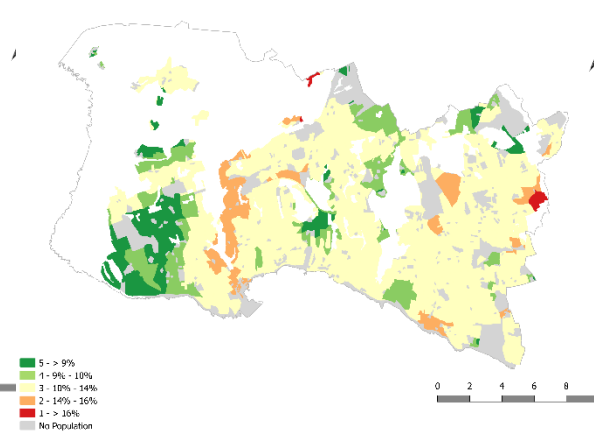 5 - > 9%
4 - 9% - 10%
3 - 10% - 14%
2 - 14% - 16%
1 - > 16%
No Population
0 2 4 6 8